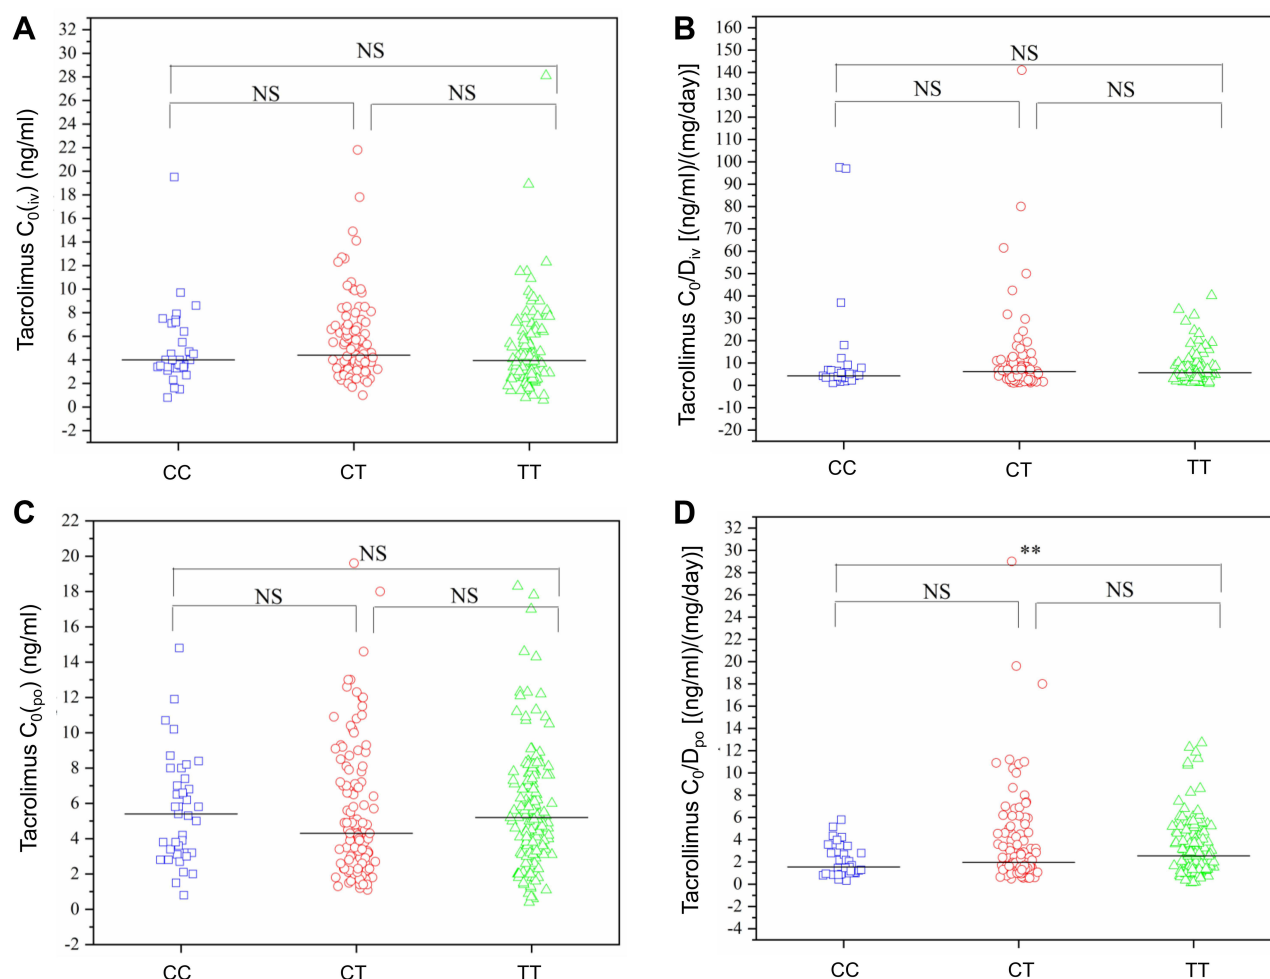 A
Tacrolimus C0(iv) (ng/ml)
32
30
28
26
24
22
20
18
16
14
12
10
8
6
4
2
0
-2
NS
NS
NS
CC
CT
TT
B
Tacrollimus C0/Div [(ng/ml)/(mg/day)]
160
150
140
130
120
110
100
90
80
70
60
50
40
30
20
10
0
-10
-20
NS
NS
NS
CC
CT
TT
C
Tacrolimus C0(po) (ng/ml)
22
20
18
16
14
12
10
8
6
4
2
0
-2
NS
NS
NS
CC
CT
TT
D
Tacrollimus C0/Dpo [(ng/ml)/(mg/day)]
32
30
28
26
24
22
20
18
16
14
12
10
8
6
4
2
0
-2
-4
**
NS
NS
CC
CT
TT